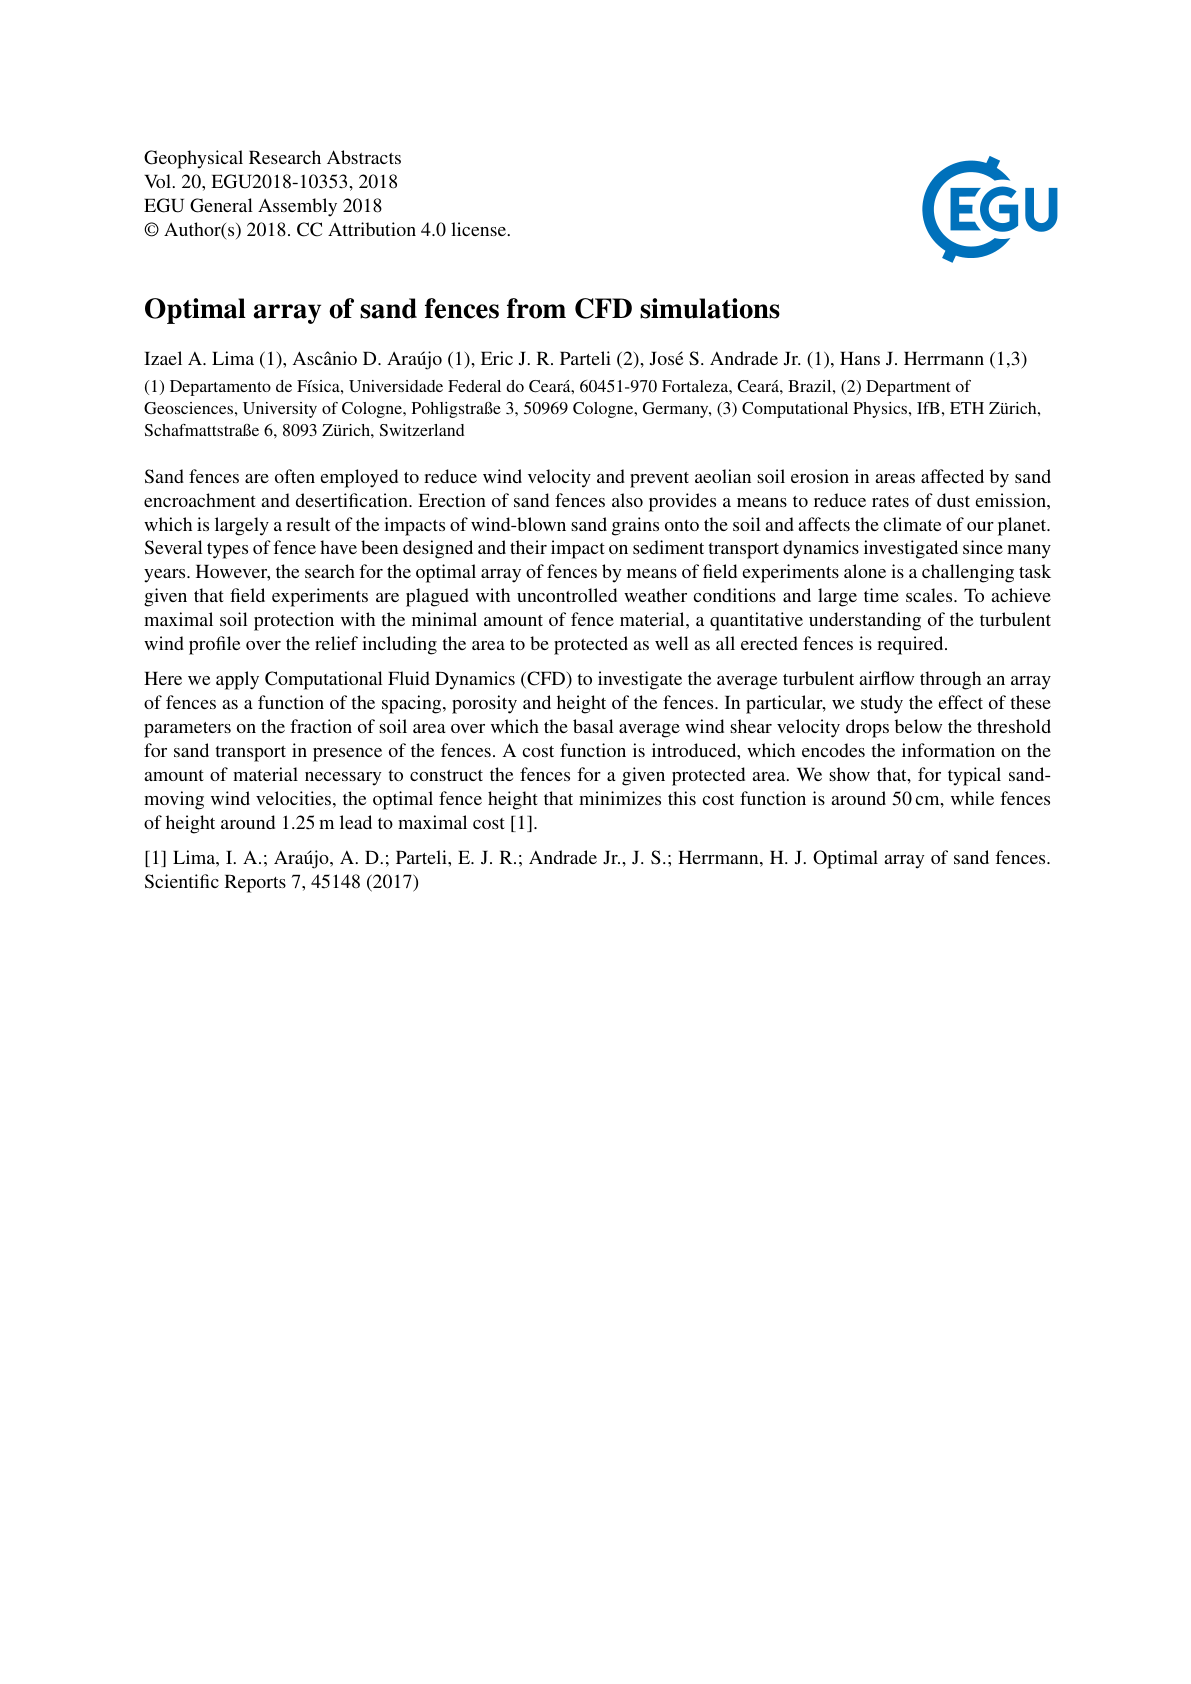 Geophysical Research Abstracts
Vol. 20, EGU2018-10353, 2018
EGU General Assembly 2018
© Author(s) 2018. CC Attribution 4.0 license.
EGU
Optimal array of sand fences from CFD simulations
Izael A. Lima (1), Ascânio D. Araújo (1), Eric J. R. Parteli (2), José S. Andrade Jr. (1), Hans J. Herrmann (1,3)
(1) Departamento de Física, Universidade Federal do Ceará, 60451-970 Fortaleza, Ceará, Brazil, (2) Department of
Geosciences, University of Cologne, Pohligstraße 3, 50969 Cologne, Germany, (3) Computational Physics, IfB, ETH Zürich,
Schafmattstraße 6, 8093 Zürich, Switzerland
Sand fences are often employed to reduce wind velocity and prevent aeolian soil erosion in areas affected by sand
encroachment and desertification. Erection of sand fences also provides a means to reduce rates of dust emission,
which is largely a result of the impacts of wind-blown sand grains onto the soil and affects the climate of our planet.
Several types of fence have been designed and their impact on sediment transport dynamics investigated since many
years. However, the search for the optimal array of fences by means of field experiments alone is a challenging task
given that field experiments are plagued with uncontrolled weather conditions and large time scales. To achieve
maximal soil protection with the minimal amount of fence material, a quantitative understanding of the turbulent
wind profile over the relief including the area to be protected as well as all erected fences is required.
Here we apply Computational Fluid Dynamics (CFD) to investigate the average turbulent airflow through an array
of fences as a function of the spacing, porosity and height of the fences. In particular, we study the effect of these
parameters on the fraction of soil area over which the basal average wind shear velocity drops below the threshold
for sand transport in presence of the fences. A cost function is introduced, which encodes the information on the
amount of material necessary to construct the fences for a given protected area. We show that, for typical sand-
moving wind velocities, the optimal fence height that minimizes this cost function is around 50 cm, while fences
of height around 1.25 m lead to maximal cost [1].
[1] Lima, I. A.; Araújo, A. D.; Parteli, E. J. R.; Andrade Jr., J. S.; Herrmann, H. J. Optimal array of sand fences.
Scientific Reports 7, 45148 (2017)